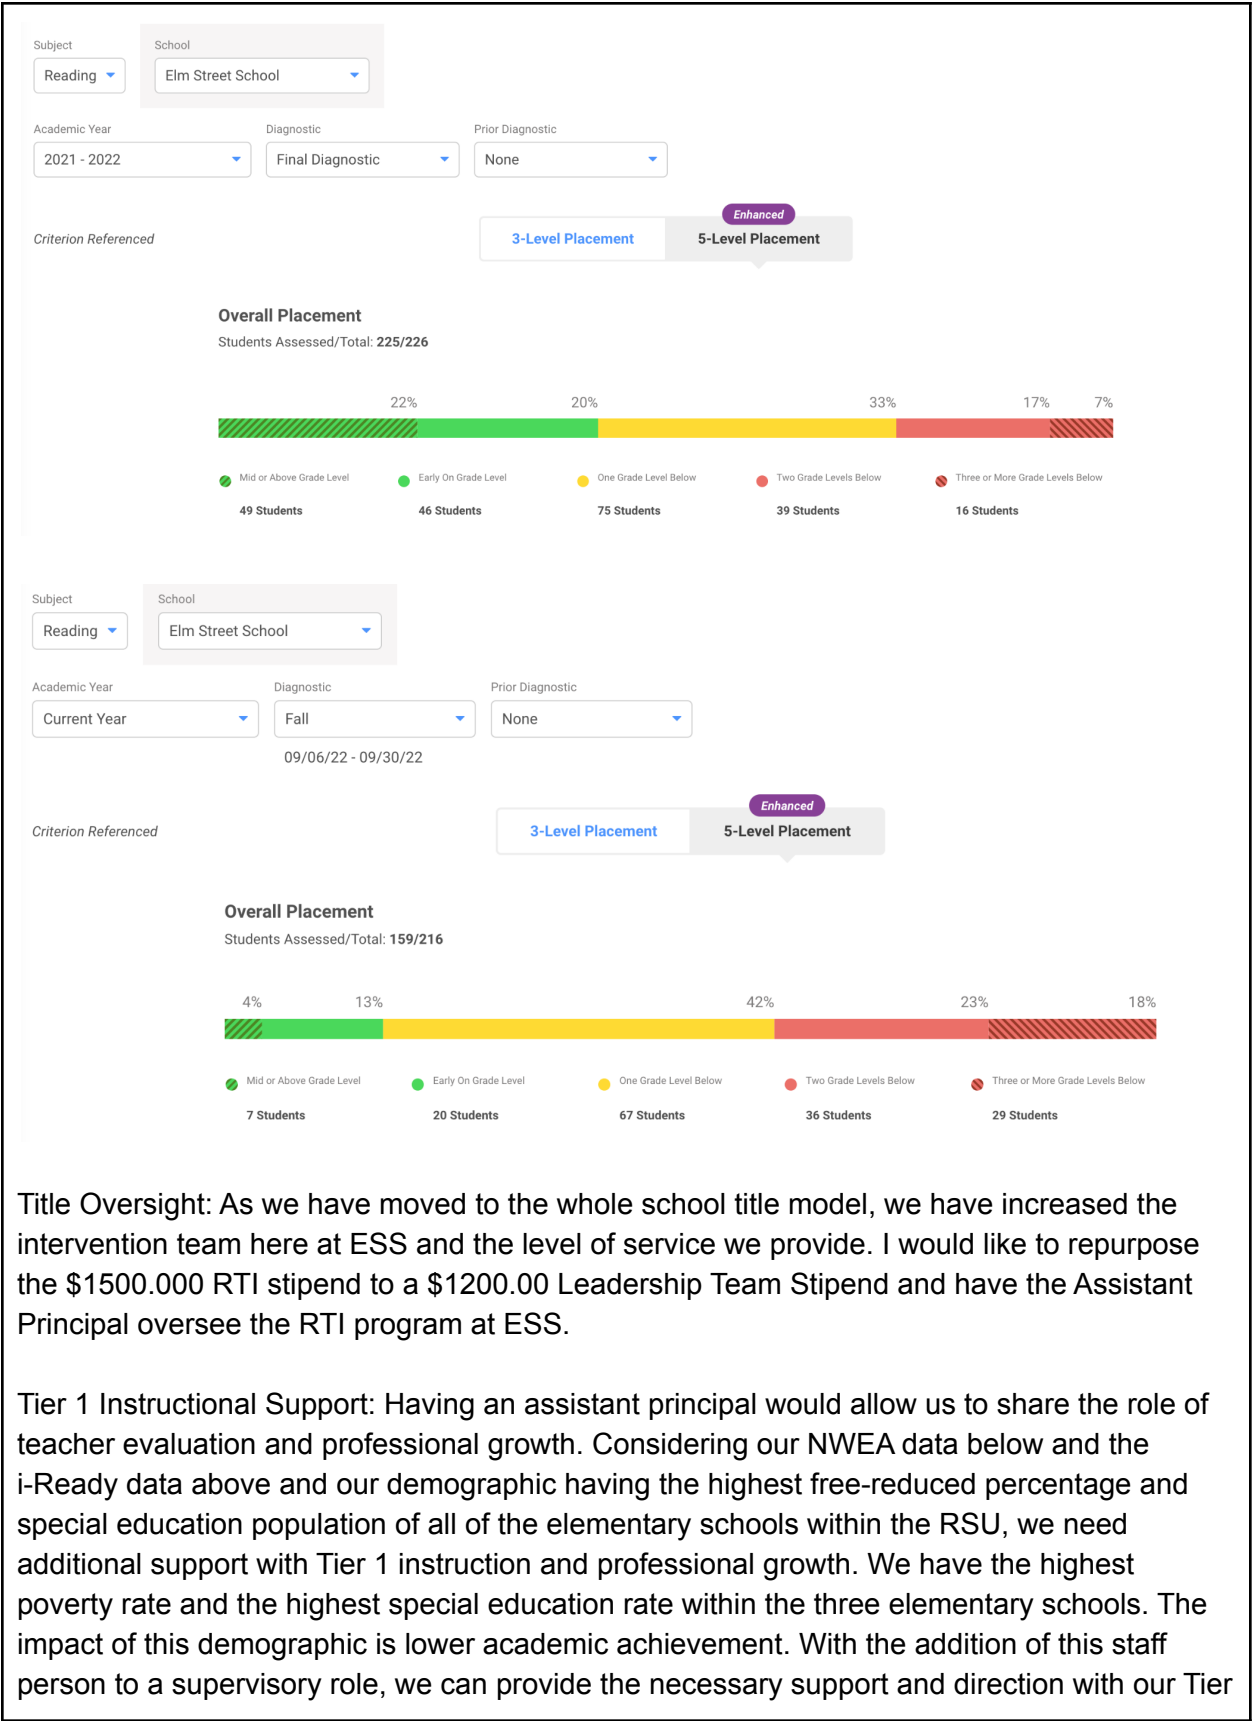 Subject School
Reading Elm Street School
Academic Year Diagnostic Prior Diagnostic
2021 - 2022 Final Diagnostic None
Enhanced
Criterion Referenced 3-Level Placement 5-Level Placement
Overall Placement
Students Assessed/Total: 225/226
22% 20% 33% 17% 7%
Mid or Above Grade Level Early On Grade Level One Grade Level Below Two Grade Levels Below Three or More Grade Levels Below
49 Students 46 Students 75 Students 39 Students 16 Students
Subject School
Reading Elm Street School
Academic Year Diagnostic Prior Diagnostic
Current Year Fall None
09/06/22 - 09/30/22
Enhanced
Criterion Referenced 3-Level Placement 5-Level Placement
Overall Placement
Students Assessed/Total: 159/216
4% 13% 42% 23% 18%
Mid or Above Grade Level Early On Grade Level One Grade Level Below Two Grade Levels Below Three or More Grade Levels Below
7 Students 20 Students 67 Students 36 Students 29 Students
Title Oversight: As we have moved to the whole school title model, we have increased the
intervention team here at ESS and the level of service we provide. I would like to repurpose
the $1500.000 RTI stipend to a $1200.00 Leadership Team Stipend and have the Assistant
Principal oversee the RTI program at ESS.
Tier 1 Instructional Support: Having an assistant principal would allow us to share the role of
teacher evaluation and professional growth. Considering our NWEA data below and the
i-Ready data above and our demographic having the highest free-reduced percentage and
special education population of all of the elementary schools within the RSU, we need
additional support with Tier 1 instruction and professional growth. We have the highest
poverty rate and the highest special education rate within the three elementary schools. The
impact of this demographic is lower academic achievement. With the addition of this staff
person to a supervisory role, we can provide the necessary support and direction with our Tier